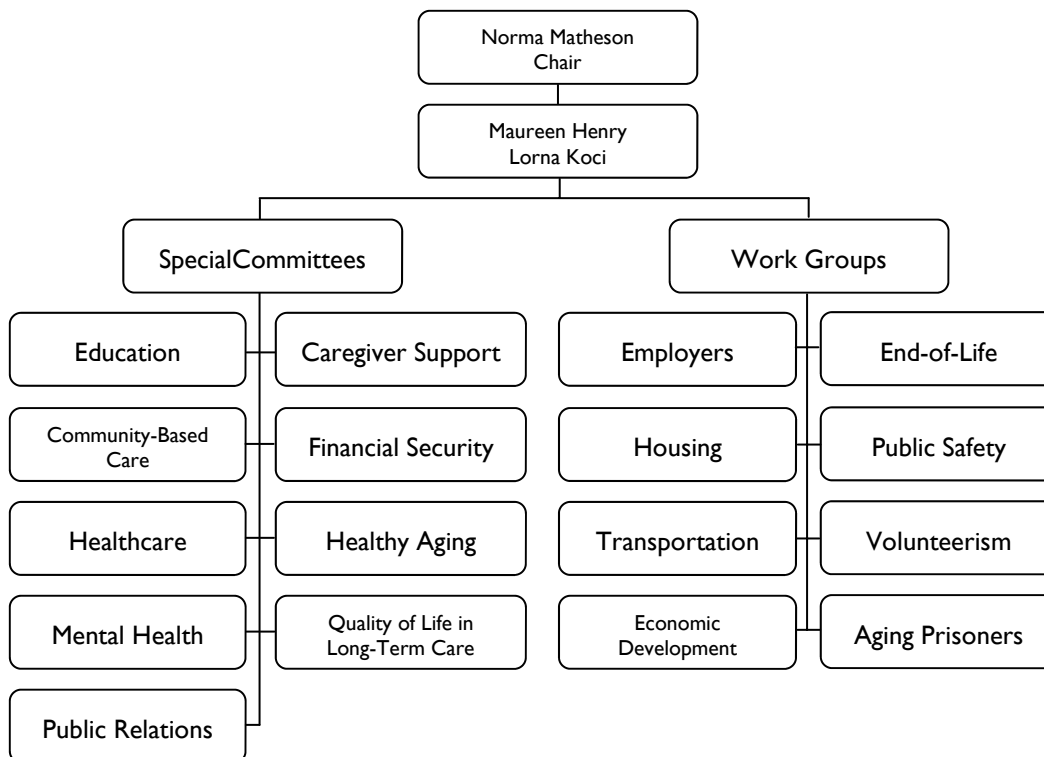 Norma Matheson
Chair
Maureen Henry
Lorna Koci
SpecialCommittees
Work Groups
Education
Caregiver Support
Employers
End-of-Life
Community-Based
Care
Financial Security
Housing
Public Safety
Healthcare
Healthy Aging
Transportation
Volunteerism
Mental Health
Quality of Life in
Long-Term Care
Economic
Development
Aging Prisoners
Public Relations